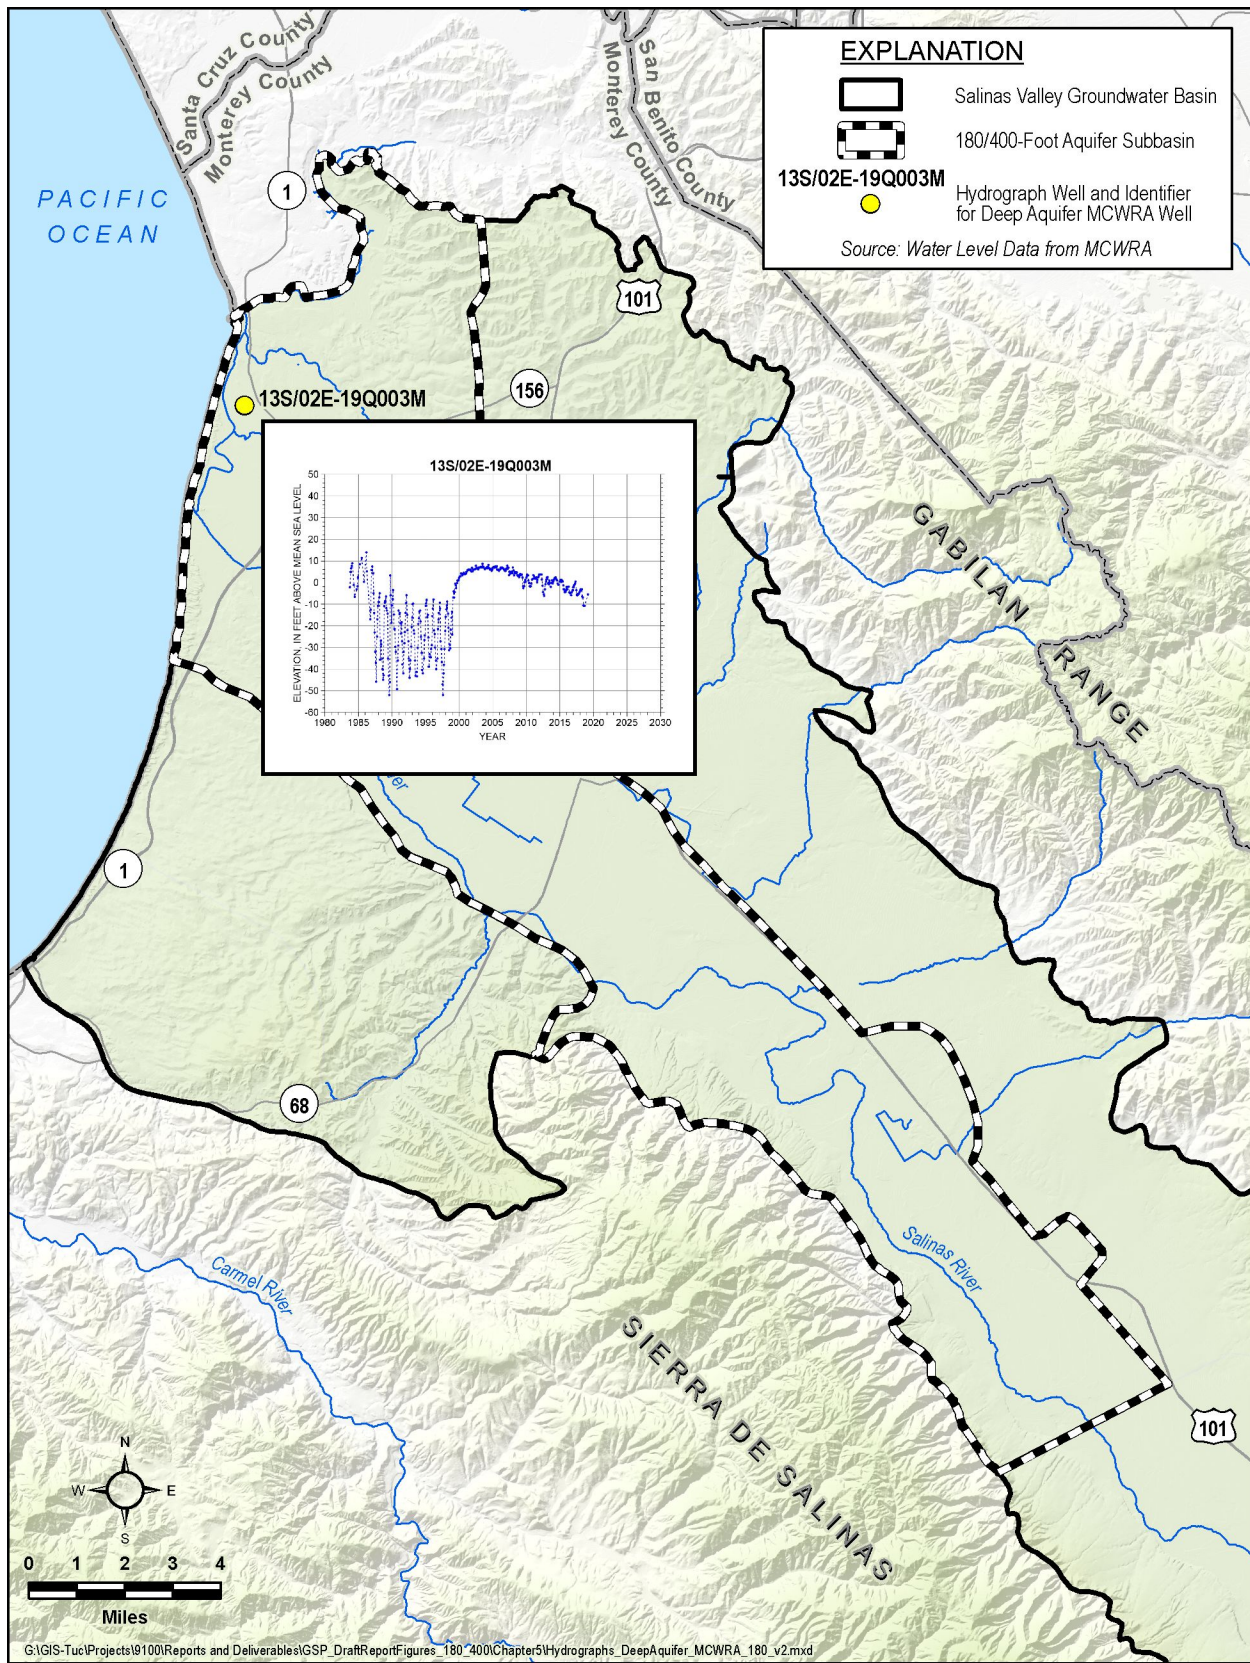 Santa Cruz County
Monterey County
San Benito County
Monterey County
EXPLANATION
Salinas Valley Groundwater Basin
180/400-Foot Aquifer Subbasin
13S/02E-19Q003M
Hydrograph Well and Identifier
for Deep Aquifer MCWRA Well
Source: Water Level Data from MCWRA
PACIFIC
OCEAN
1
101
156
13S/02E-19Q003M
13S/02E-19Q003M
ELEVATION, IN FEET ABOVE MEAN SEA LEVEL
50
40
30
20
10
0
-10
-20
-30
-40
-50
-60
1980 1985 1990 1995 2000 2005 2010 2015 2020 2025 2030
YEAR
GABILAN
RANGE
1
68
Salinas River
Carmel River
SIERRA DE SALINAS
101
N
W E
S
0 1 2 3 4
Miles
G:\GIS-Tuc\Projects\9100\Reports and Deliverables\GSP_DraftReportFigures_180_400\Chapter5\Hydrographs_DeepAquifer_MCWRA_180_v2.mxd